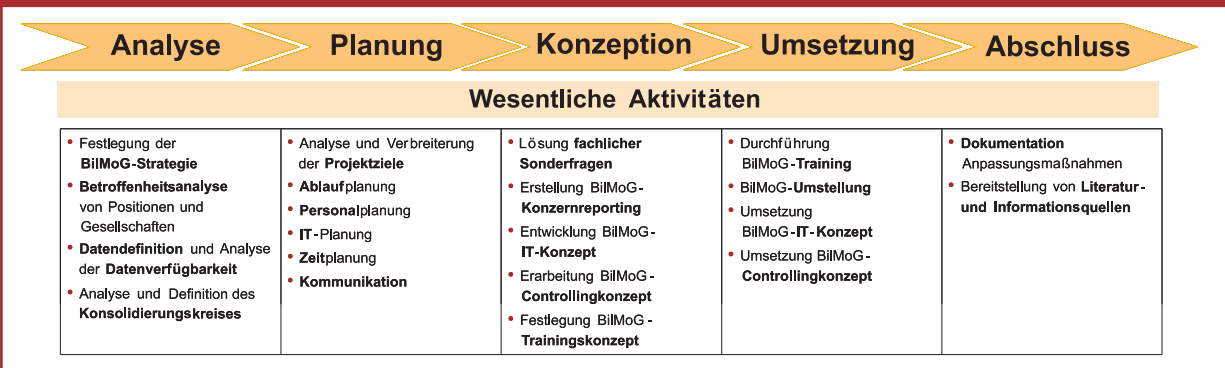 Analyse
Planung
Konzeption
Umsetzung
Abschluss
Wesentliche Aktivitäten
• Festlegung der
BilMoG-Strategie
• Betroffenheitsanalyse
von Positionen und
Gesellschaften
• Datendefinition und Analyse
der Datenverfügbarkeit
• Analyse und Definition des
Konsolidierungskreises
• Analyse und Verbreiterung
der Projektziele
• Ablaufplanung
• Personalplanung
• IT-Planung
• Zeitplanung
• Kommunikation
• Lösung fachlicher
Sonderfragen
• Erstellung BilMoG-
Konzernreporting
• Entwicklung BilMoG-
IT-Konzept
• Erarbeitung BilMoG-
Controllingkonzept
• Festlegung BilMoG-
Trainingskonzept
• Durchführung
BilMoG-Training
• BilMoG-Umstellung
• Umsetzung
BilMoG-IT-Konzept
• Umsetzung BilMoG-
Controllingkonzept
• Dokumentation
Anpassungsmaßnahmen
• Bereitstellung von Literatur-
und Informationsquellen